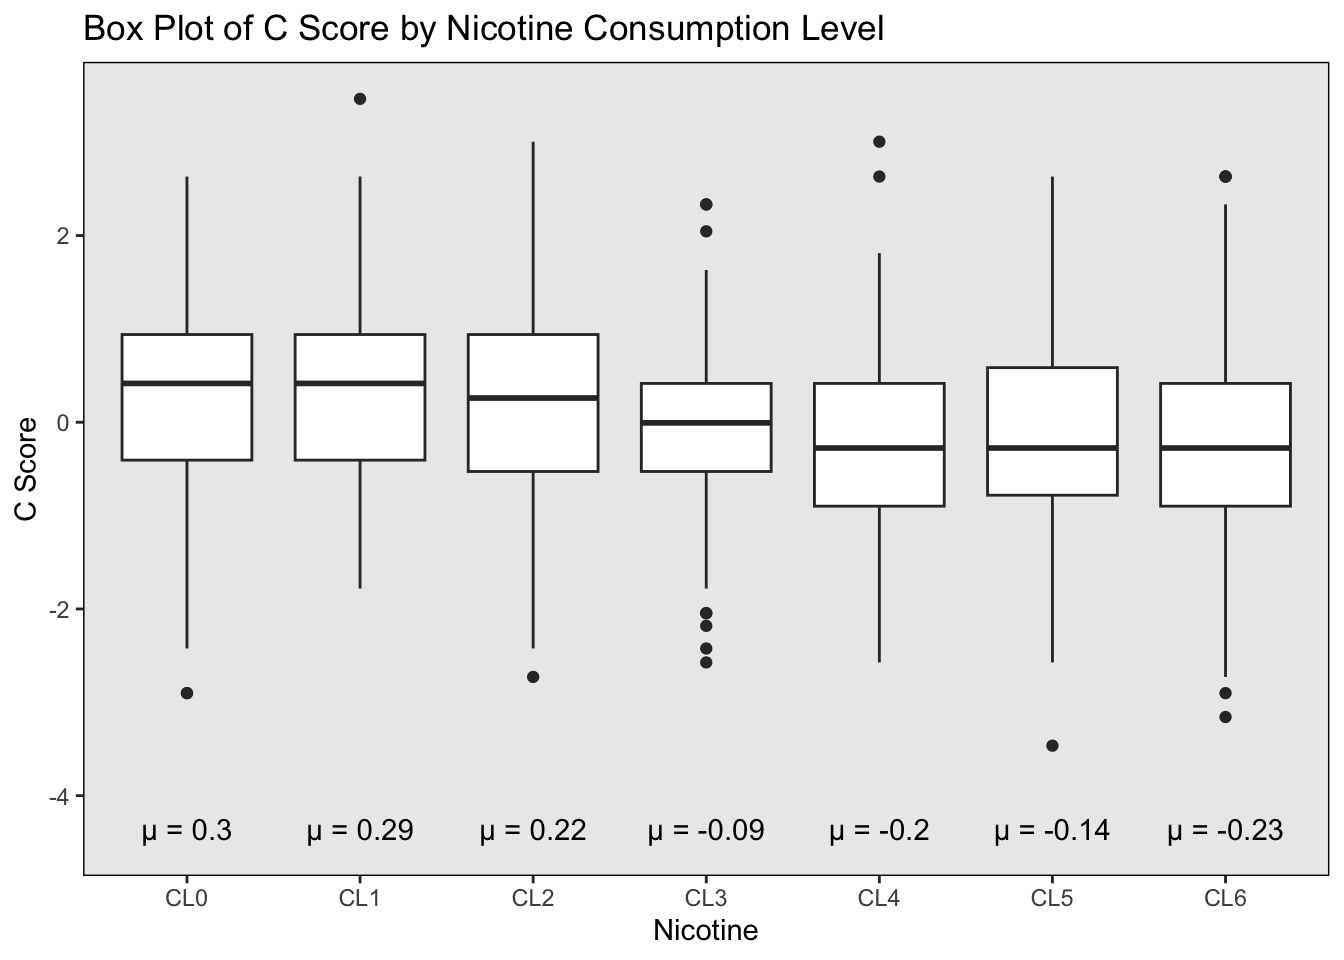 Box Plot of C Score by Nicotine Consumption Level
C Score
2
0
-2
-4
μ = 0.3 μ = 0.29 μ = 0.22 μ = -0.09 μ = -0.2 μ = -0.14 μ = -0.23
CL0 CL1 CL2 CL3 CL4 CL5 CL6
Nicotine